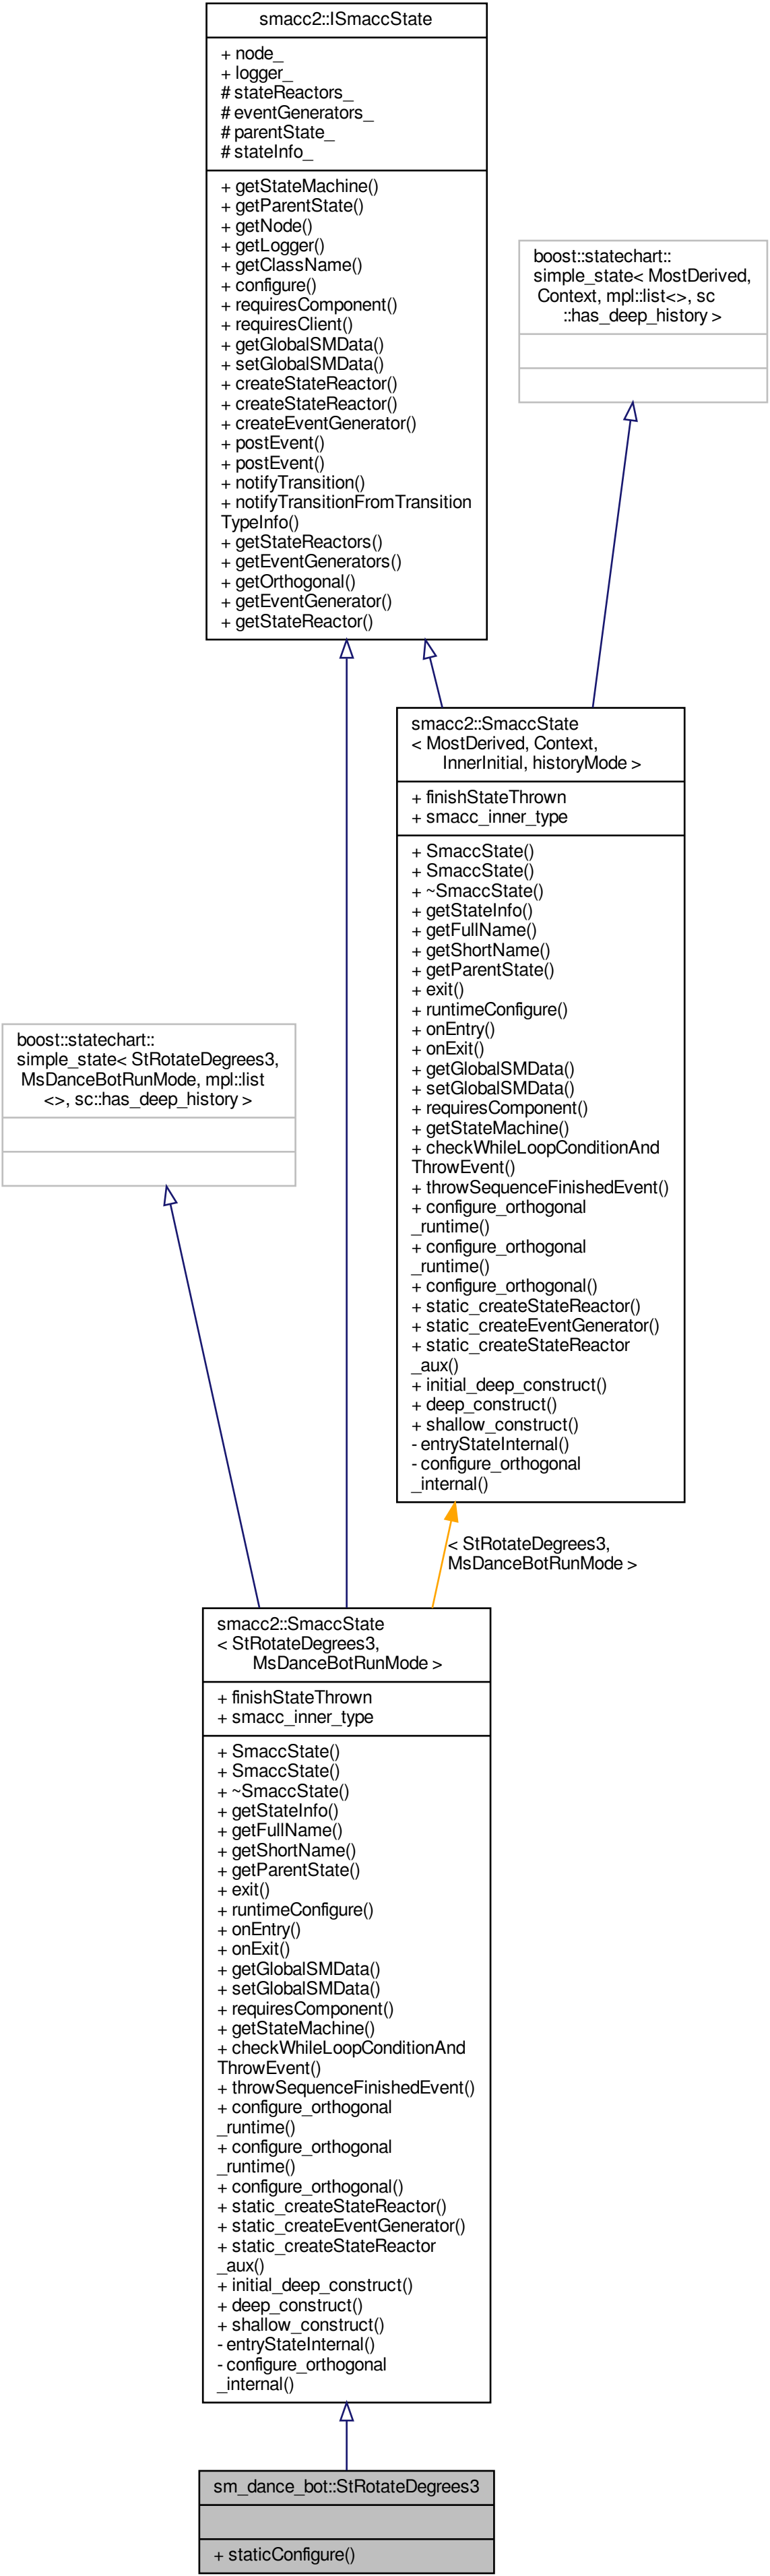 smacc2::ISmaccState
+ node_
+ logger_
# stateReactors_
# eventGenerators_
# parentState_
# stateInfo_
+ getStateMachine()
+ getParentState()
+ getNode()
+ getLogger()
+ getClassName()
+ configure()
+ requiresComponent()
+ requiresClient()
+ getGlobalSMData()
+ setGlobalSMData()
+ createStateReactor()
+ createStateReactor()
+ createEventGenerator()
+ postEvent()
+ postEvent()
+ notifyTransition()
+ notifyTransitionFromTransition
TypeInfo()
+ getStateReactors()
+ getEventGenerators()
+ getOrthogonal()
+ getEventGenerator()
+ getStateReactor()
boost::statechart::
simple_state< MostDerived,
Context, mpl::list<>, sc
::has_deep_history >
smacc2::SmaccState
< MostDerived, Context,
InnerInitial, historyMode >
+ finishStateThrown
+ smacc_inner_type
+ SmaccState()
+ SmaccState()
+ ~SmaccState()
+ getStateInfo()
+ getFullName()
+ getShortName()
+ getParentState()
+ exit()
+ runtimeConfigure()
+ onEntry()
+ onExit()
+ getGlobalSMData()
+ setGlobalSMData()
+ requiresComponent()
+ getStateMachine()
+ checkWhileLoopConditionAnd
ThrowEvent()
+ throwSequenceFinishedEvent()
+ configure_orthogonal
_runtime()
+ configure_orthogonal
_runtime()
+ configure_orthogonal()
+ static_createStateReactor()
+ static_createEventGenerator()
+ static_createStateReactor
_aux()
+ initial_deep_construct()
+ deep_construct()
+ shallow_construct()
- entryStateInternal()
- configure_orthogonal
_internal()
boost::statechart::
simple_state< StRotateDegrees3,
MsDanceBotRunMode, mpl::list
<>, sc::has_deep_history >
< StRotateDegrees3,
MsDanceBotRunMode >
smacc2::SmaccState
< StRotateDegrees3,
MsDanceBotRunMode >
+ finishStateThrown
+ smacc_inner_type
+ SmaccState()
+ SmaccState()
+ ~SmaccState()
+ getStateInfo()
+ getFullName()
+ getShortName()
+ getParentState()
+ exit()
+ runtimeConfigure()
+ onEntry()
+ onExit()
+ getGlobalSMData()
+ setGlobalSMData()
+ requiresComponent()
+ getStateMachine()
+ checkWhileLoopConditionAnd
ThrowEvent()
+ throwSequenceFinishedEvent()
+ configure_orthogonal
_runtime()
+ configure_orthogonal
_runtime()
+ configure_orthogonal()
+ static_createStateReactor()
+ static_createEventGenerator()
+ static_createStateReactor
_aux()
+ initial_deep_construct()
+ deep_construct()
+ shallow_construct()
- entryStateInternal()
- configure_orthogonal
_internal()
sm_dance_bot::StRotateDegrees3
+ staticConfigure()